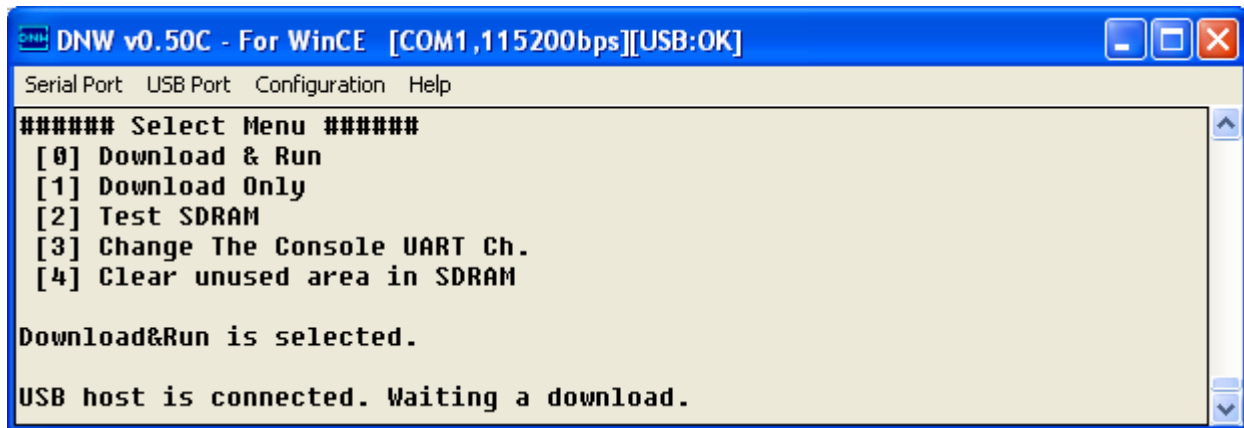 DNW v0.50C - For WinCE [COM1,115200bps][USB:OK]
Serial Port USB Port Configuration Help
###### Select Menu ######
[0] Download & Run
[1] Download Only
[2] Test SDRAM
[3] Change The Console UART Ch.
[4] Clear unused area in SDRAM
Download&Run is selected.
USB host is connected. Waiting a download.